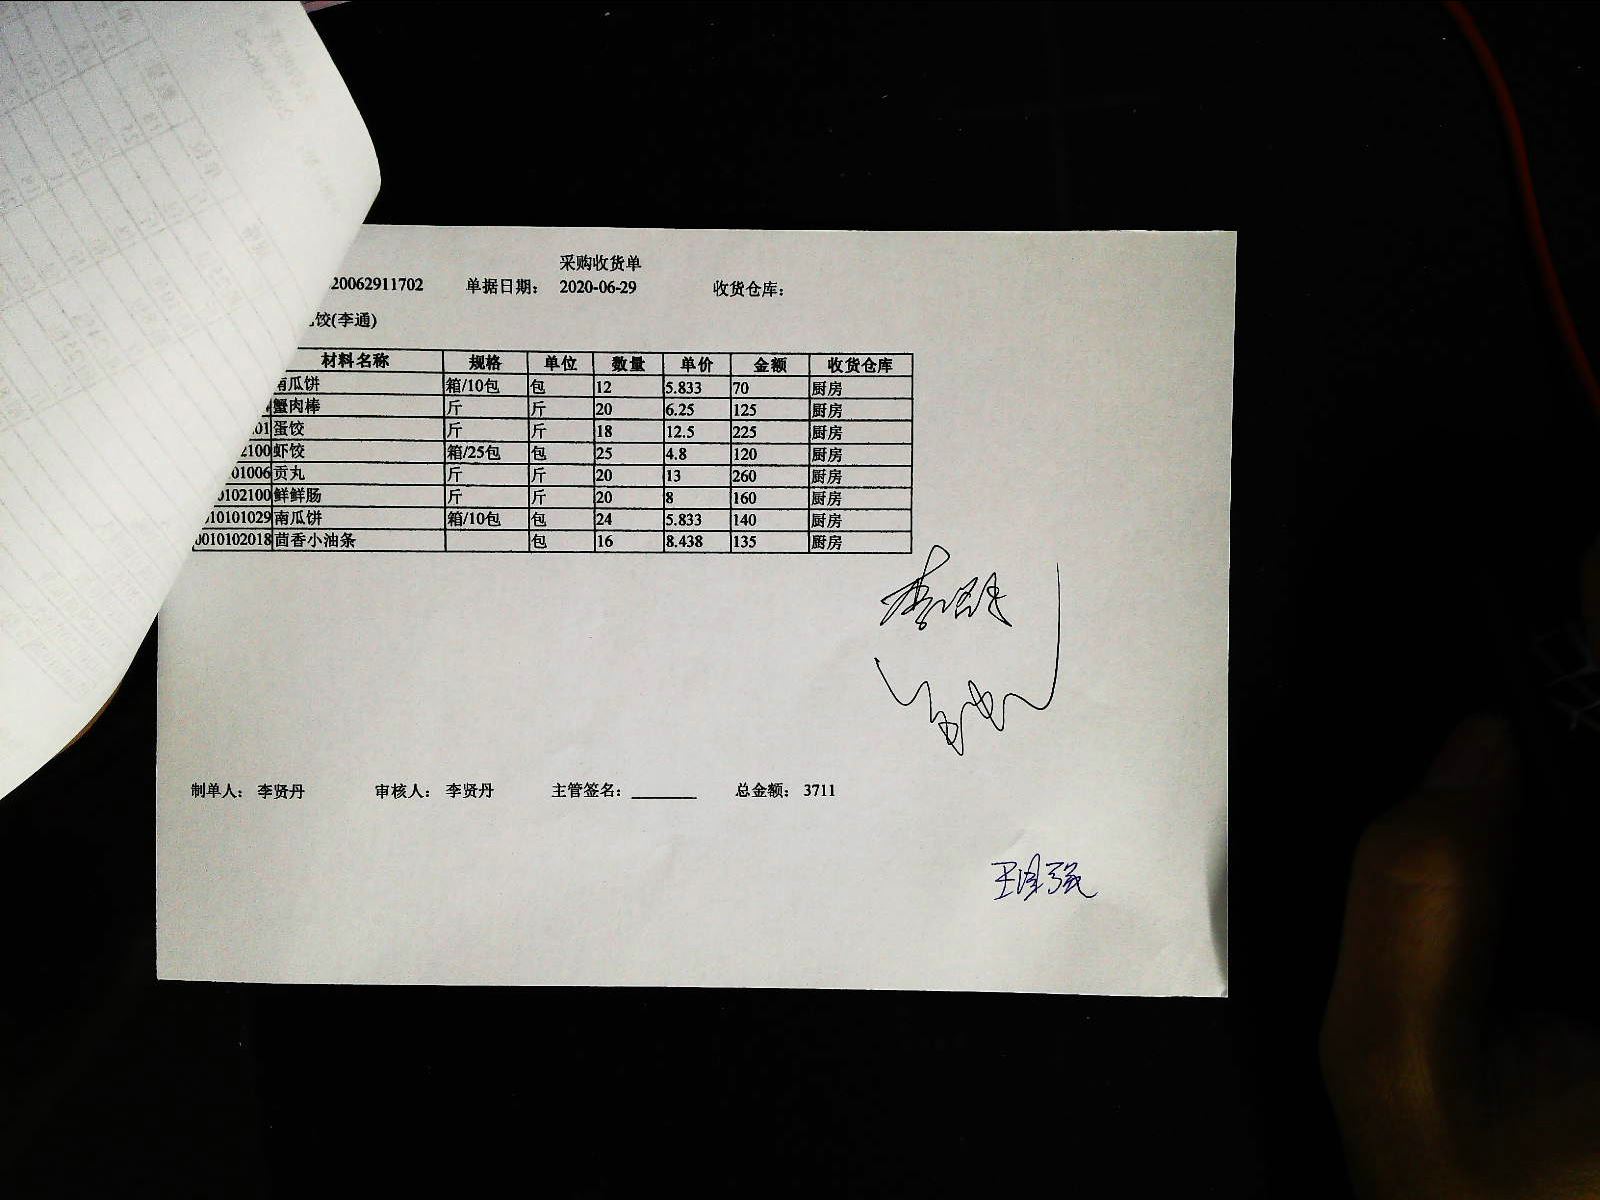 采购收货单
20062911702 单据日期: 2020-06-29 收货仓库:
饺(李通)
材料名称 规格 单位 数量 单价 金额 收货仓库
南瓜饼 箱/10包 包 12 5.833 70 厨房
蟹肉棒 斤 斤 20 6.25 125 厨房
01 蛋饺 斤 斤 18 12.5 225 厨房
2100 虾饺 箱/25包 包 25 4.8 120 厨房
01006 贡丸 斤 斤 20 13 260 厨房
0102100 鲜鲜肠 斤 斤 20 8 160 厨房
10101029 南瓜饼 箱/10包 包 24 5.833 140 厨房
0010102018 茴香小油条 包 16 8.438 135 厨房
制单人: 李贤丹 审核人: 李贤丹 主管签名: 总金额: 3711
王国强